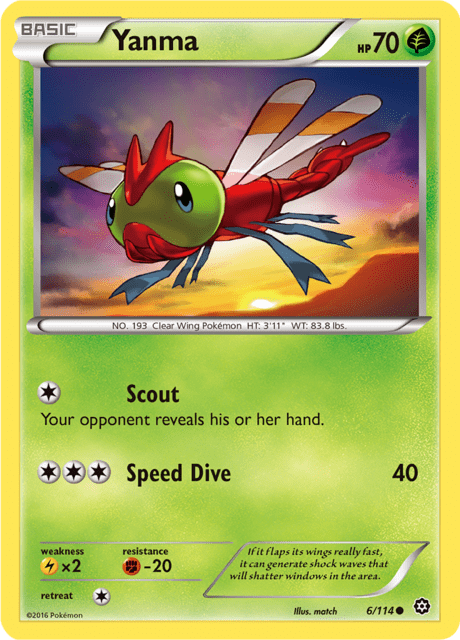 BASIC
Yanma
HP 70
NO. 193 Clear Wing Pokémon HT: 3'11" WT: 83.8 lbs.
Scout
Your opponent reveals his or her hand.
Speed Dive 40
weakness resistance
×2 -20
retreat
If it flaps its wings really fast,
it can generate shock waves that
will shatter windows in the area.
©2016 Pokémon Illus. match 6/114